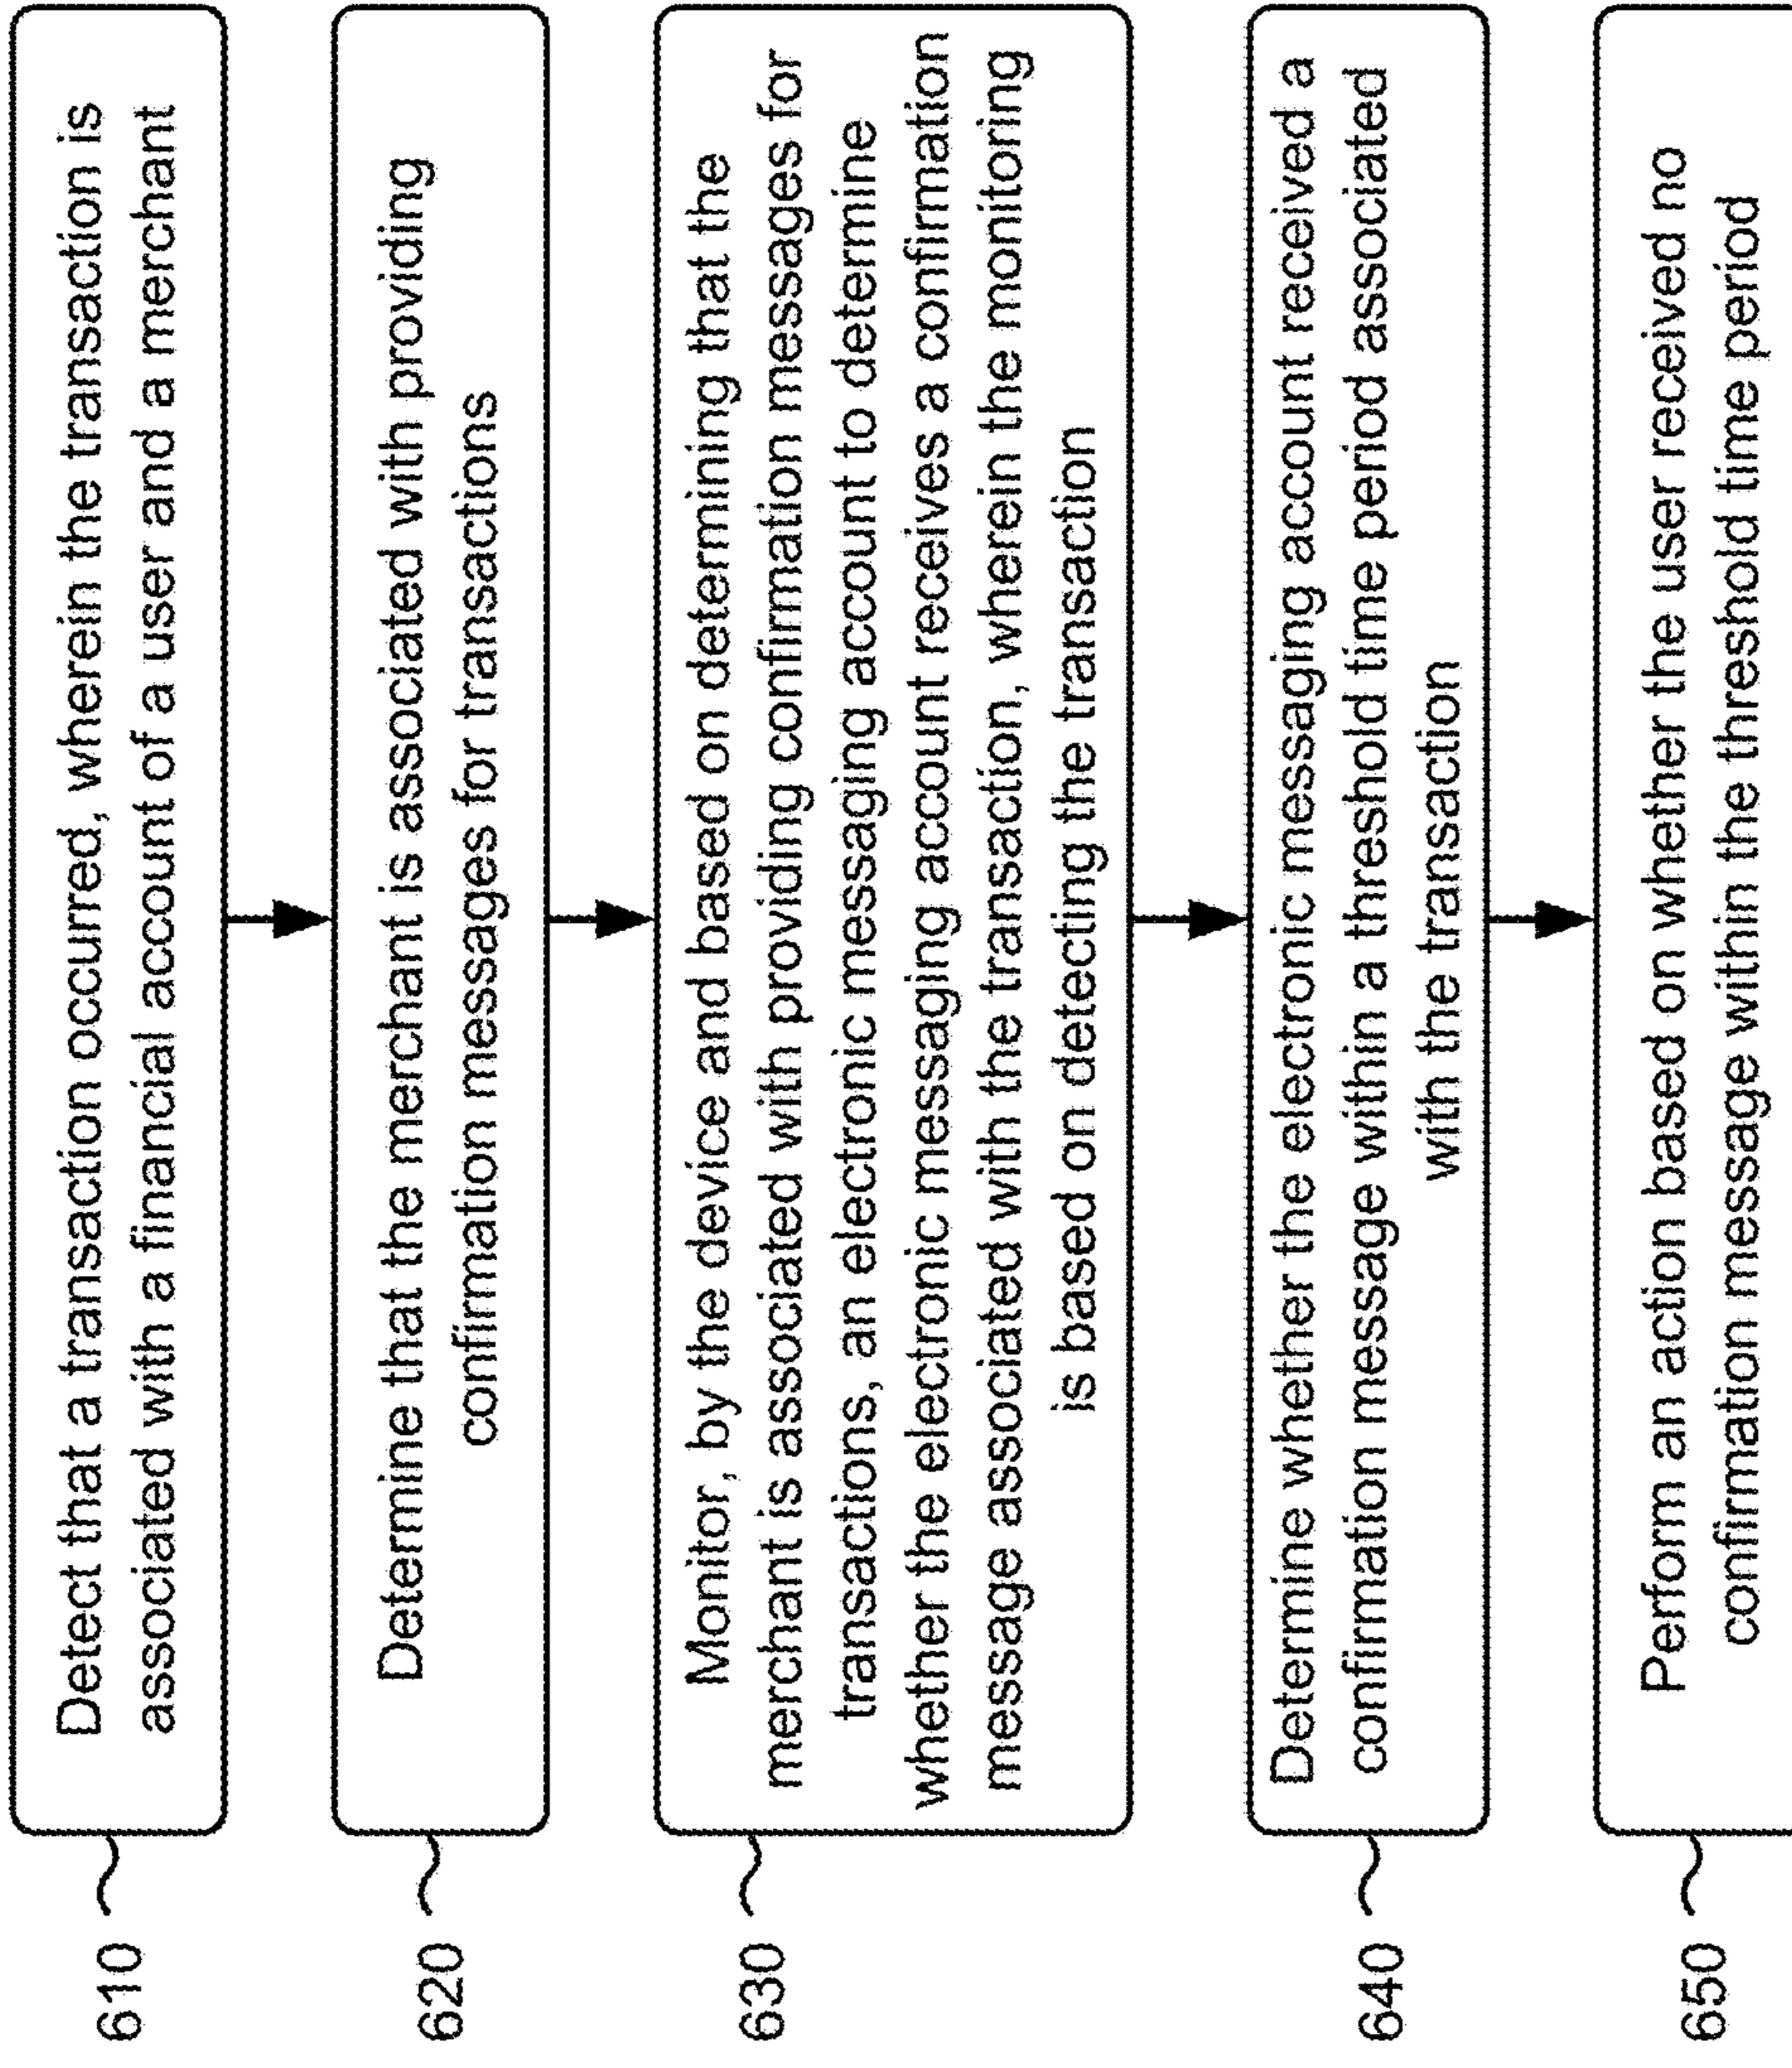 610
Detect that a transaction occurred, wherein the transaction is
associated with a financial account of a user and a merchant
620
Determine that the merchant is associated with providing
confirmation messages for transactions
630
Monitor, by the device and based on determining that the
merchant is associated with providing confirmation messages for
transactions, an electronic messaging account to determine
whether the electronic messaging account receives a confirmation
message associated with the transaction, wherein the monitoring
is based on detecting the transaction
640
Determine whether the electronic messaging account received a
confirmation message within a threshold time period associated
with the transaction
650
Perform an action based on whether the user received no
confirmation message within the threshold time period